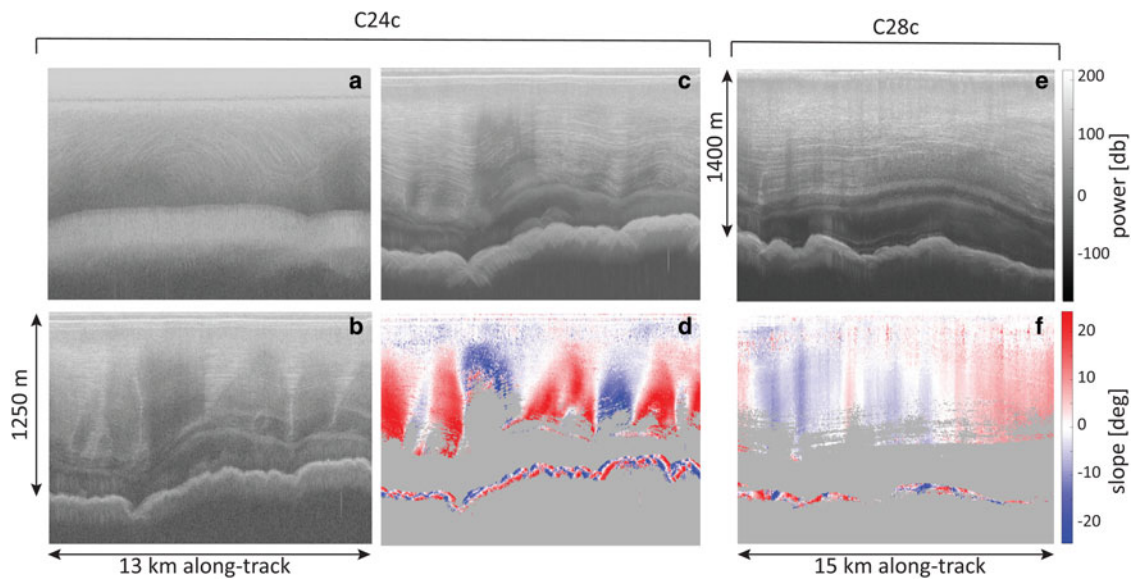 C24c
C28c
a
c
e
200
100
0
-100
power [db]
1400 m
b
d
f
20
10
0
-10
-20
slope [deg]
1250 m
13 km along-track
15 km along-track